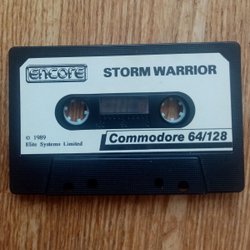 ENCORE STORM WARRIOR
© 1989
Elite Systems Limited
Commodore 64/128